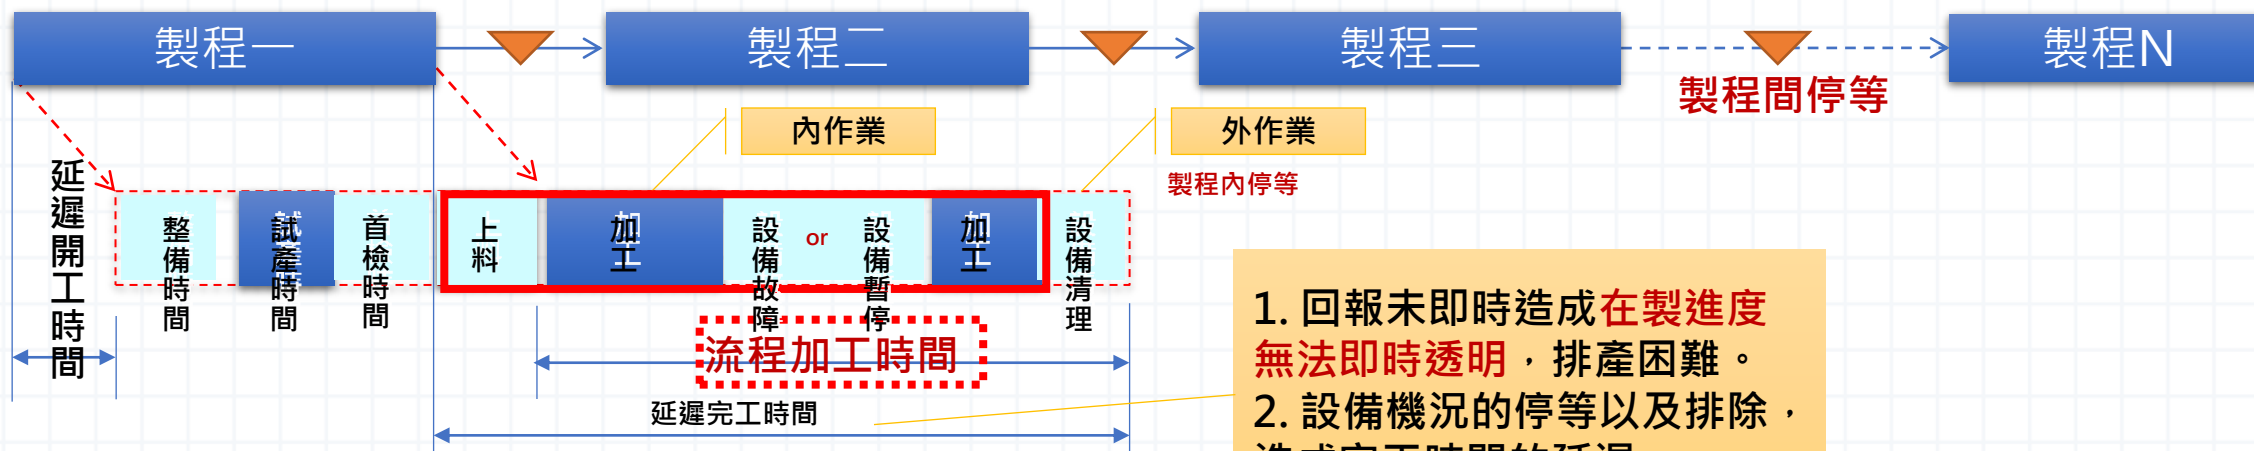 製程一
製程二
製程三
製程N
製程間停等
內作業
外作業
製程內停等
延遲開工時間
整備時間
試產時間
首檢時間
上料
加工
設備故障
or
設備暫停
加工
設備清理
流程加工時間
延遲完工時間
1. 回報未即時造成在製進度
無法即時透明，排產困難。
2. 設備機況的停等以及排除，